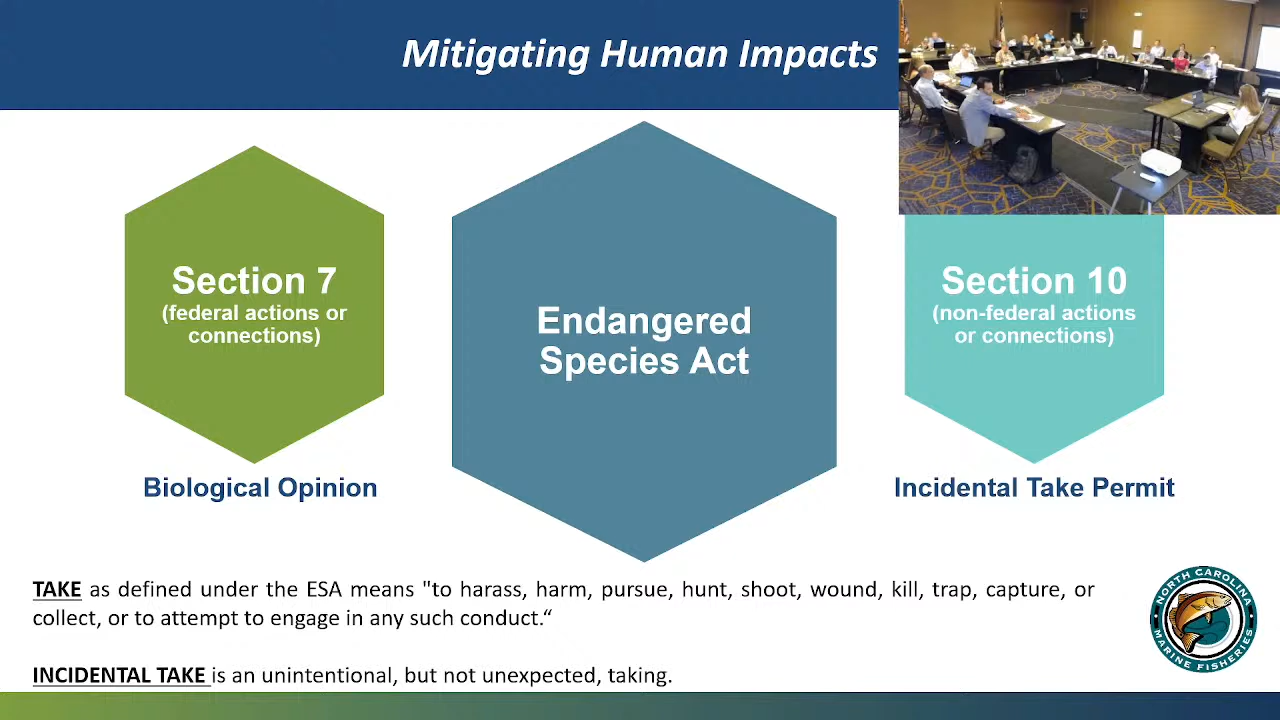 Mitigating Human Impacts
Section 7
(federal actions or
connections)
Biological Opinion
Endangered
Species Act
Section 10
(non-federal actions
or connections)
Incidental Take Permit
TAKE as defined under the ESA means "to harass, harm, pursue, hunt, shoot, wound, kill, trap, capture, or
collect, or to attempt to engage in any such conduct.“
INCIDENTAL TAKE is an unintentional, but not unexpected, taking.
NORTH CAROLINA
MARINE FISHERIES